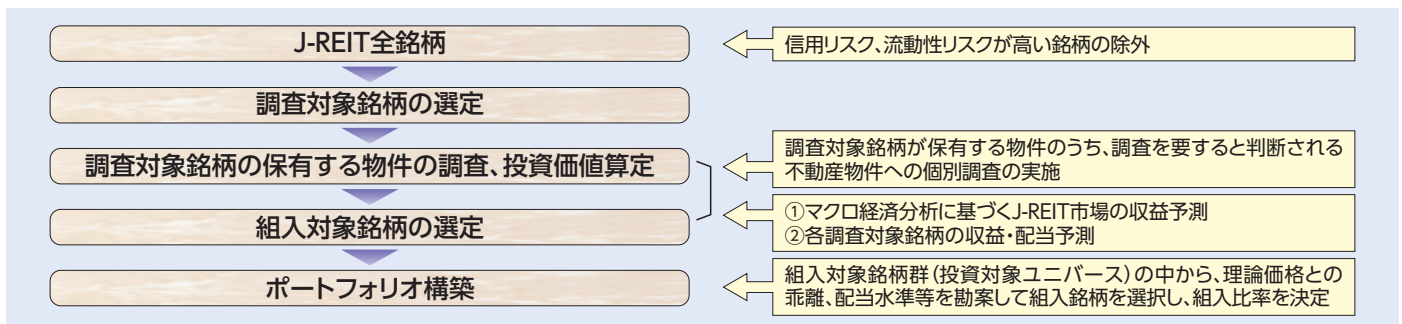 J-REIT全銘柄
信用リスク、流動性リスクが高い銘柄の除外
調査対象銘柄の選定
調査対象銘柄の保有する物件の調査、投資価値算定
調査対象銘柄が保有する物件のうち、調査を要すると判断される
不動産物件への個別調査の実施
組入対象銘柄の選定
①マクロ経済分析に基づくJ-REIT市場の収益予測
②各調査対象銘柄の収益・配当予測
ポートフォリオ構築
組入対象銘柄群(投資対象ユニバース)の中から、理論価格との
乖離、配当水準等を勘案して組入銘柄を選択し、組入比率を決定